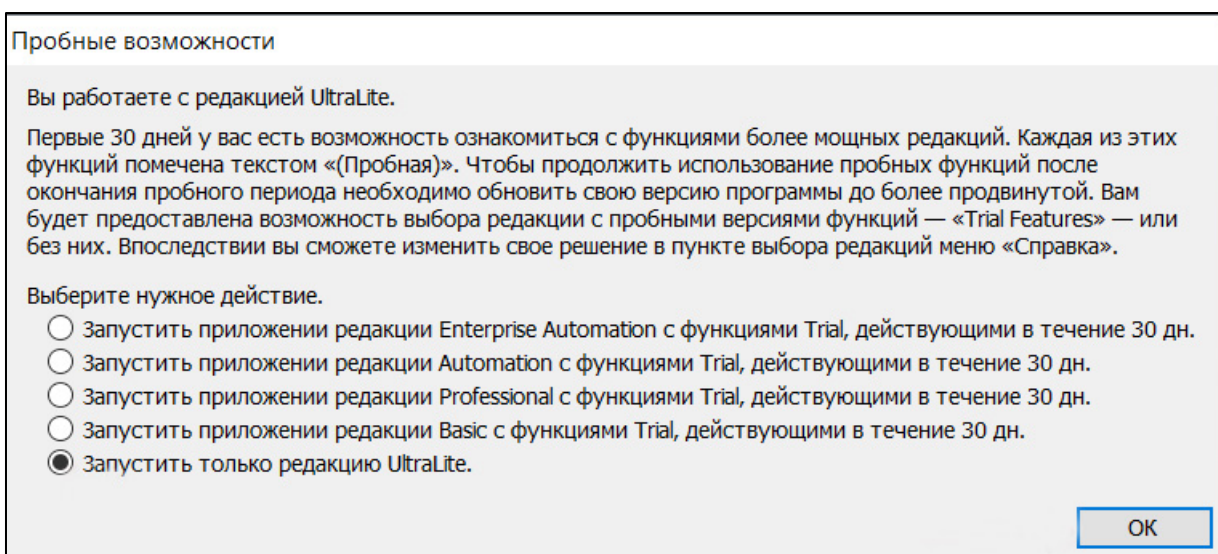 Пробные возможности
Вы работаете с редакцией UltraLite.
Первые 30 дней у вас есть возможность ознакомиться с функциями более мощных редакций. Каждая из этих
функций помечена текстом «(Пробная)». Чтобы продолжить использование пробных функций после
окончания пробного периода необходимо обновить свою версию программы до более продвинутой. Вам
будет предоставлена возможность выбора редакции с пробными версиями функций — «Trial Features» — или
без них. Впоследствии вы сможете изменить свое решение в пункте выбора редакций меню «Справка».
Выберите нужное действие.
Запустить приложении редакции Enterprise Automation с функциями Trial, действующими в течение 30 дн.
Запустить приложении редакции Automation с функциями Trial, действующими в течение 30 дн.
Запустить приложении редакции Professional с функциями Trial, действующими в течение 30 дн.
Запустить приложении редакции Basic с функциями Trial, действующими в течение 30 дн.
Запустить только редакцию UltraLite.
ОК